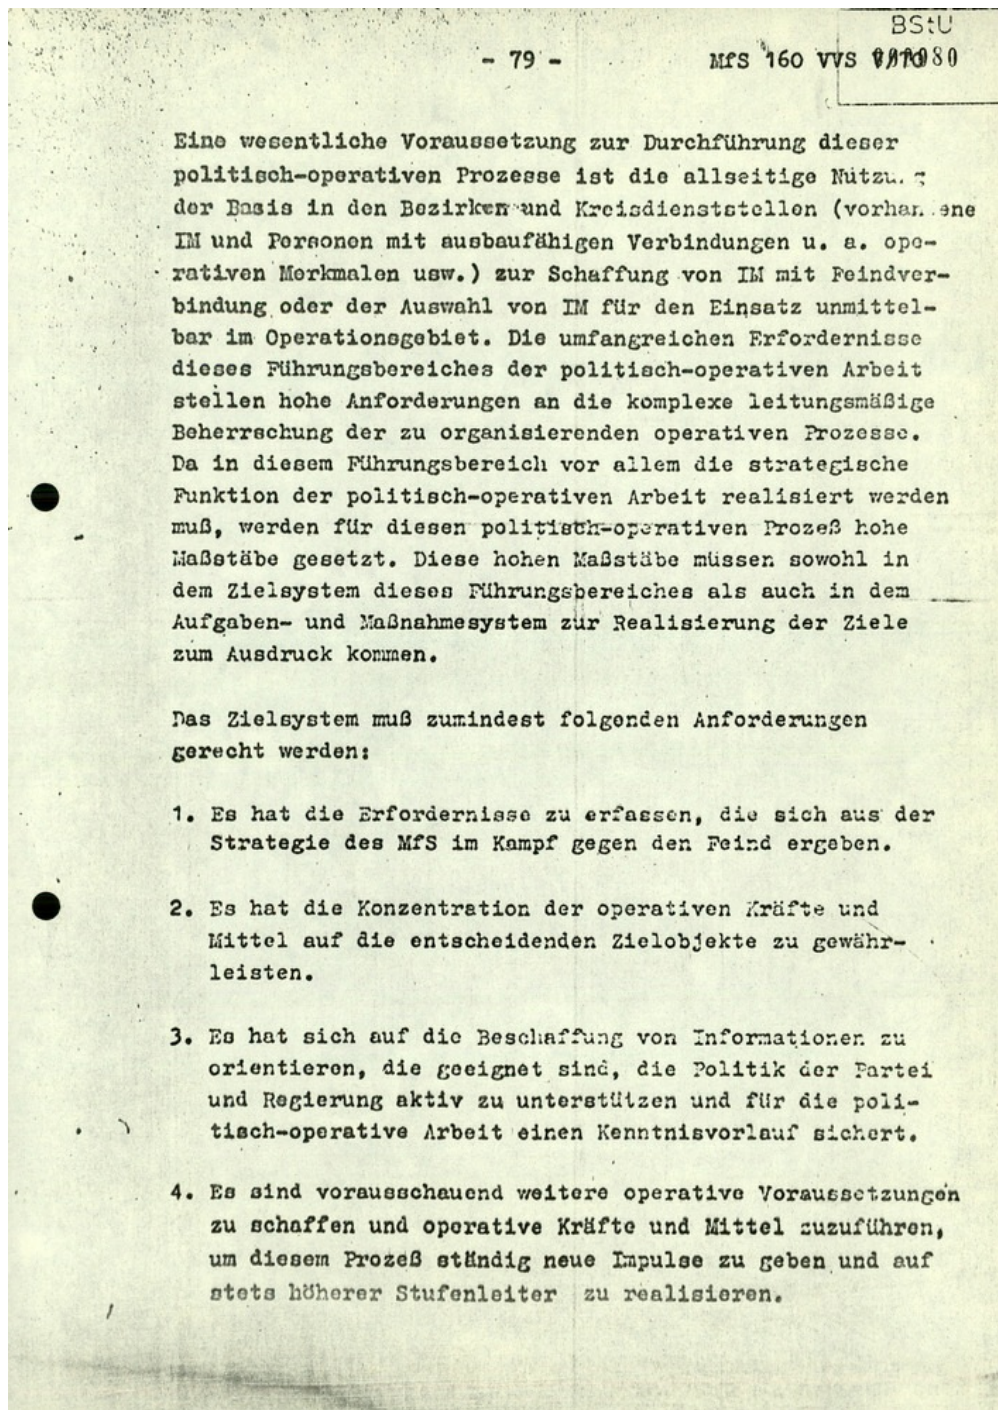 BStU
- 79 -
MfS 160 VVS
080
Eine wesentliche Voraussetzung zur Durchführung dieser
politisch-operativen Prozesse ist die allseitige
der Basis in den Bezirken und Kreisdienststellen
IM und Personen mit ausbaufähigen Verbindungen u. a. ope-
rativen Merkmalen usw.) zur Schaffung von IM mit Feindver-
bindung oder der Auswahl von IM für den Einsatz unmittel-
bar im Operationsgebiet. Die umfangreichen Erfordernisse
dieses Führungsbereiches der politisch-operativen Arbeit
stellen hohe Anforderungen an die komplexe leitungsmäßige
Beherrschung der zu organisierenden operativen Prozesse.
Da in diesem Führungsbereich vor allem die strategische
Funktion der politisch-operativen Arbeit realisiert werden
muß, werden für diesen politisch-operativen Prozeß hohe
Maßstäbe gesetzt. Diese hohen Maßstäbe müssen sowohl in
dem Zielsystem dieses Führungsbereiches als auch in dem
Aufgaben- und Maßnahmesystem zur Realisierung der Ziele
zum Ausdruck kommen.
Das Zielsystem muß zumindest folgenden Anforderungen
gerecht werden:
1. Es hat die Erfordernisse zu erfassen, die sich aus der
Strategie des MfS im Kampf gegen den Feind ergeben.
2. Es hat die Konzentration der operativen Kräfte und
Mittel auf die entscheidenden Zielobjekte zu gewähr-
leisten.
3. Es hat sich auf die Beschaffung von Informationen zu
orientieren, die geeignet sind, die Politik der Partei
und Regierung aktiv zu unterstützen und für die poli-
tisch-operative Arbeit einen Kenntnisvorlauf sichert.
4. Es sind vorausschauend weitere operative Voraussetzungen
zu schaffen und operative Kräfte und Mittel zuzuführen,
um diesem Prozeß ständig neue Impulse zu geben und auf
stets höherer Stufenleiter zu realisieren.